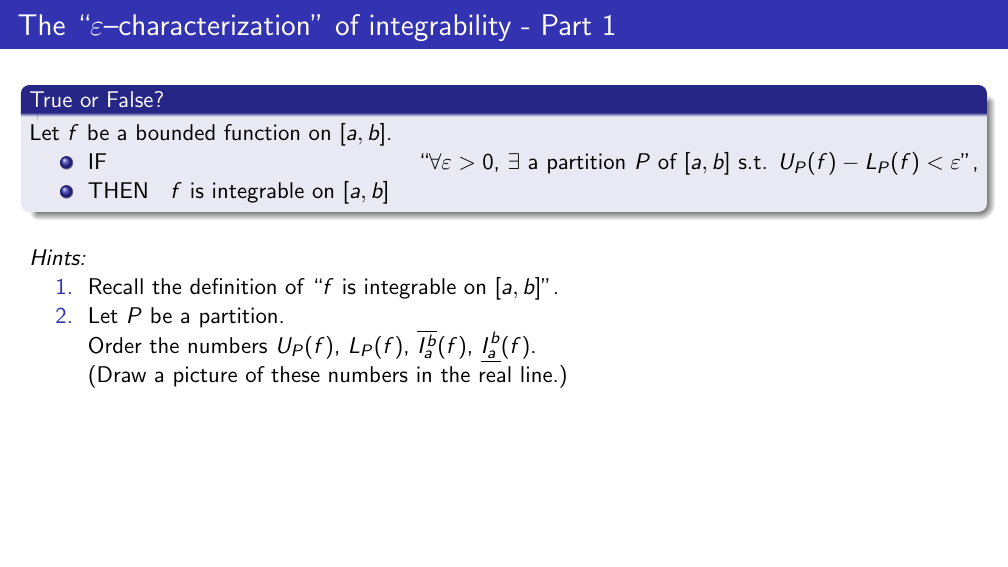 The “ε–characterization” of integrability - Part 1
True or False?
Let f be a bounded function on [a, b].
IF “∀ε > 0, ∃ a partition P of [a, b] s.t. U_P(f) − L_P(f) < ε”,
THEN f is integrable on [a, b]
Hints:
1. Recall the definition of “f is integrable on [a, b]”.
2. Let P be a partition.
Order the numbers U_P(f), L_P(f), \overline{I_a^b}(f), \underline{I_a^b}(f).
(Draw a picture of these numbers in the real line.)